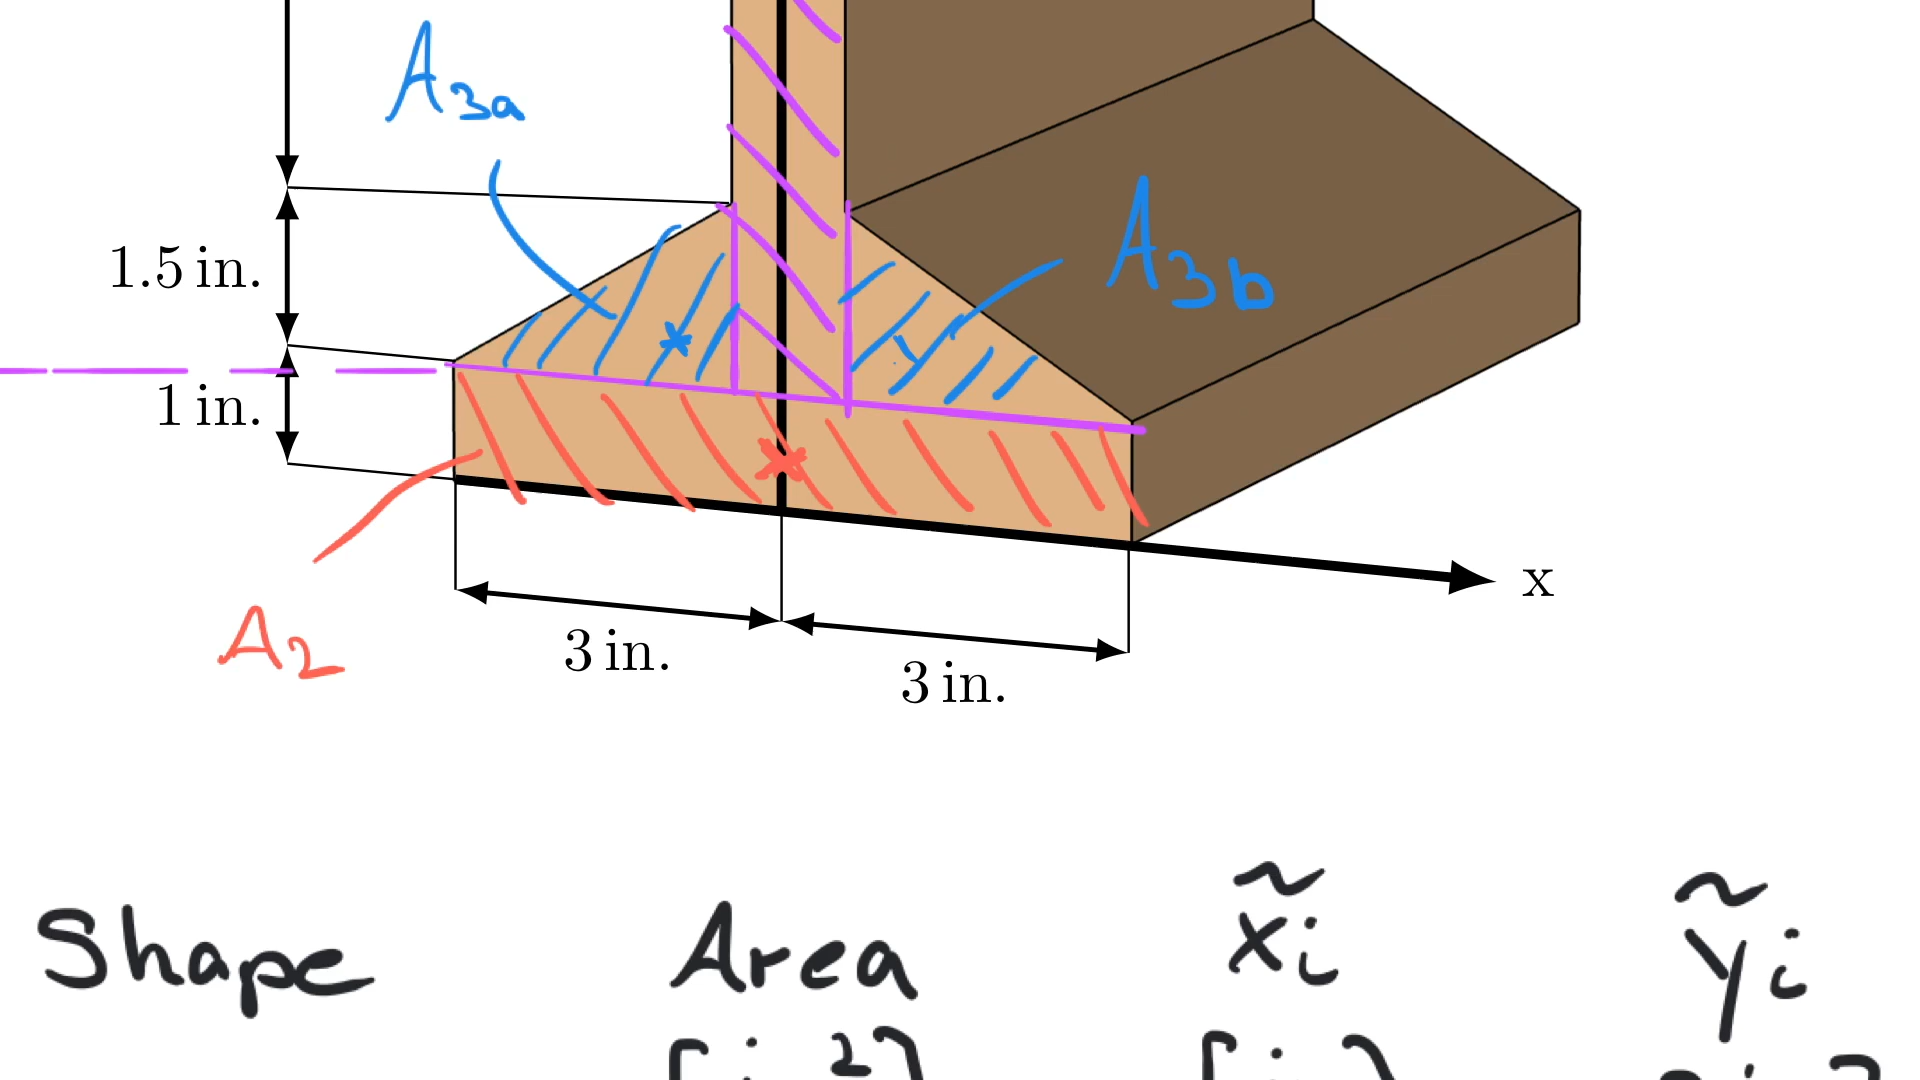 A3a
A3b
1.5 in.
1 in.
x
3 in.
A2
3 in.
Shape Area x̃i ỹi